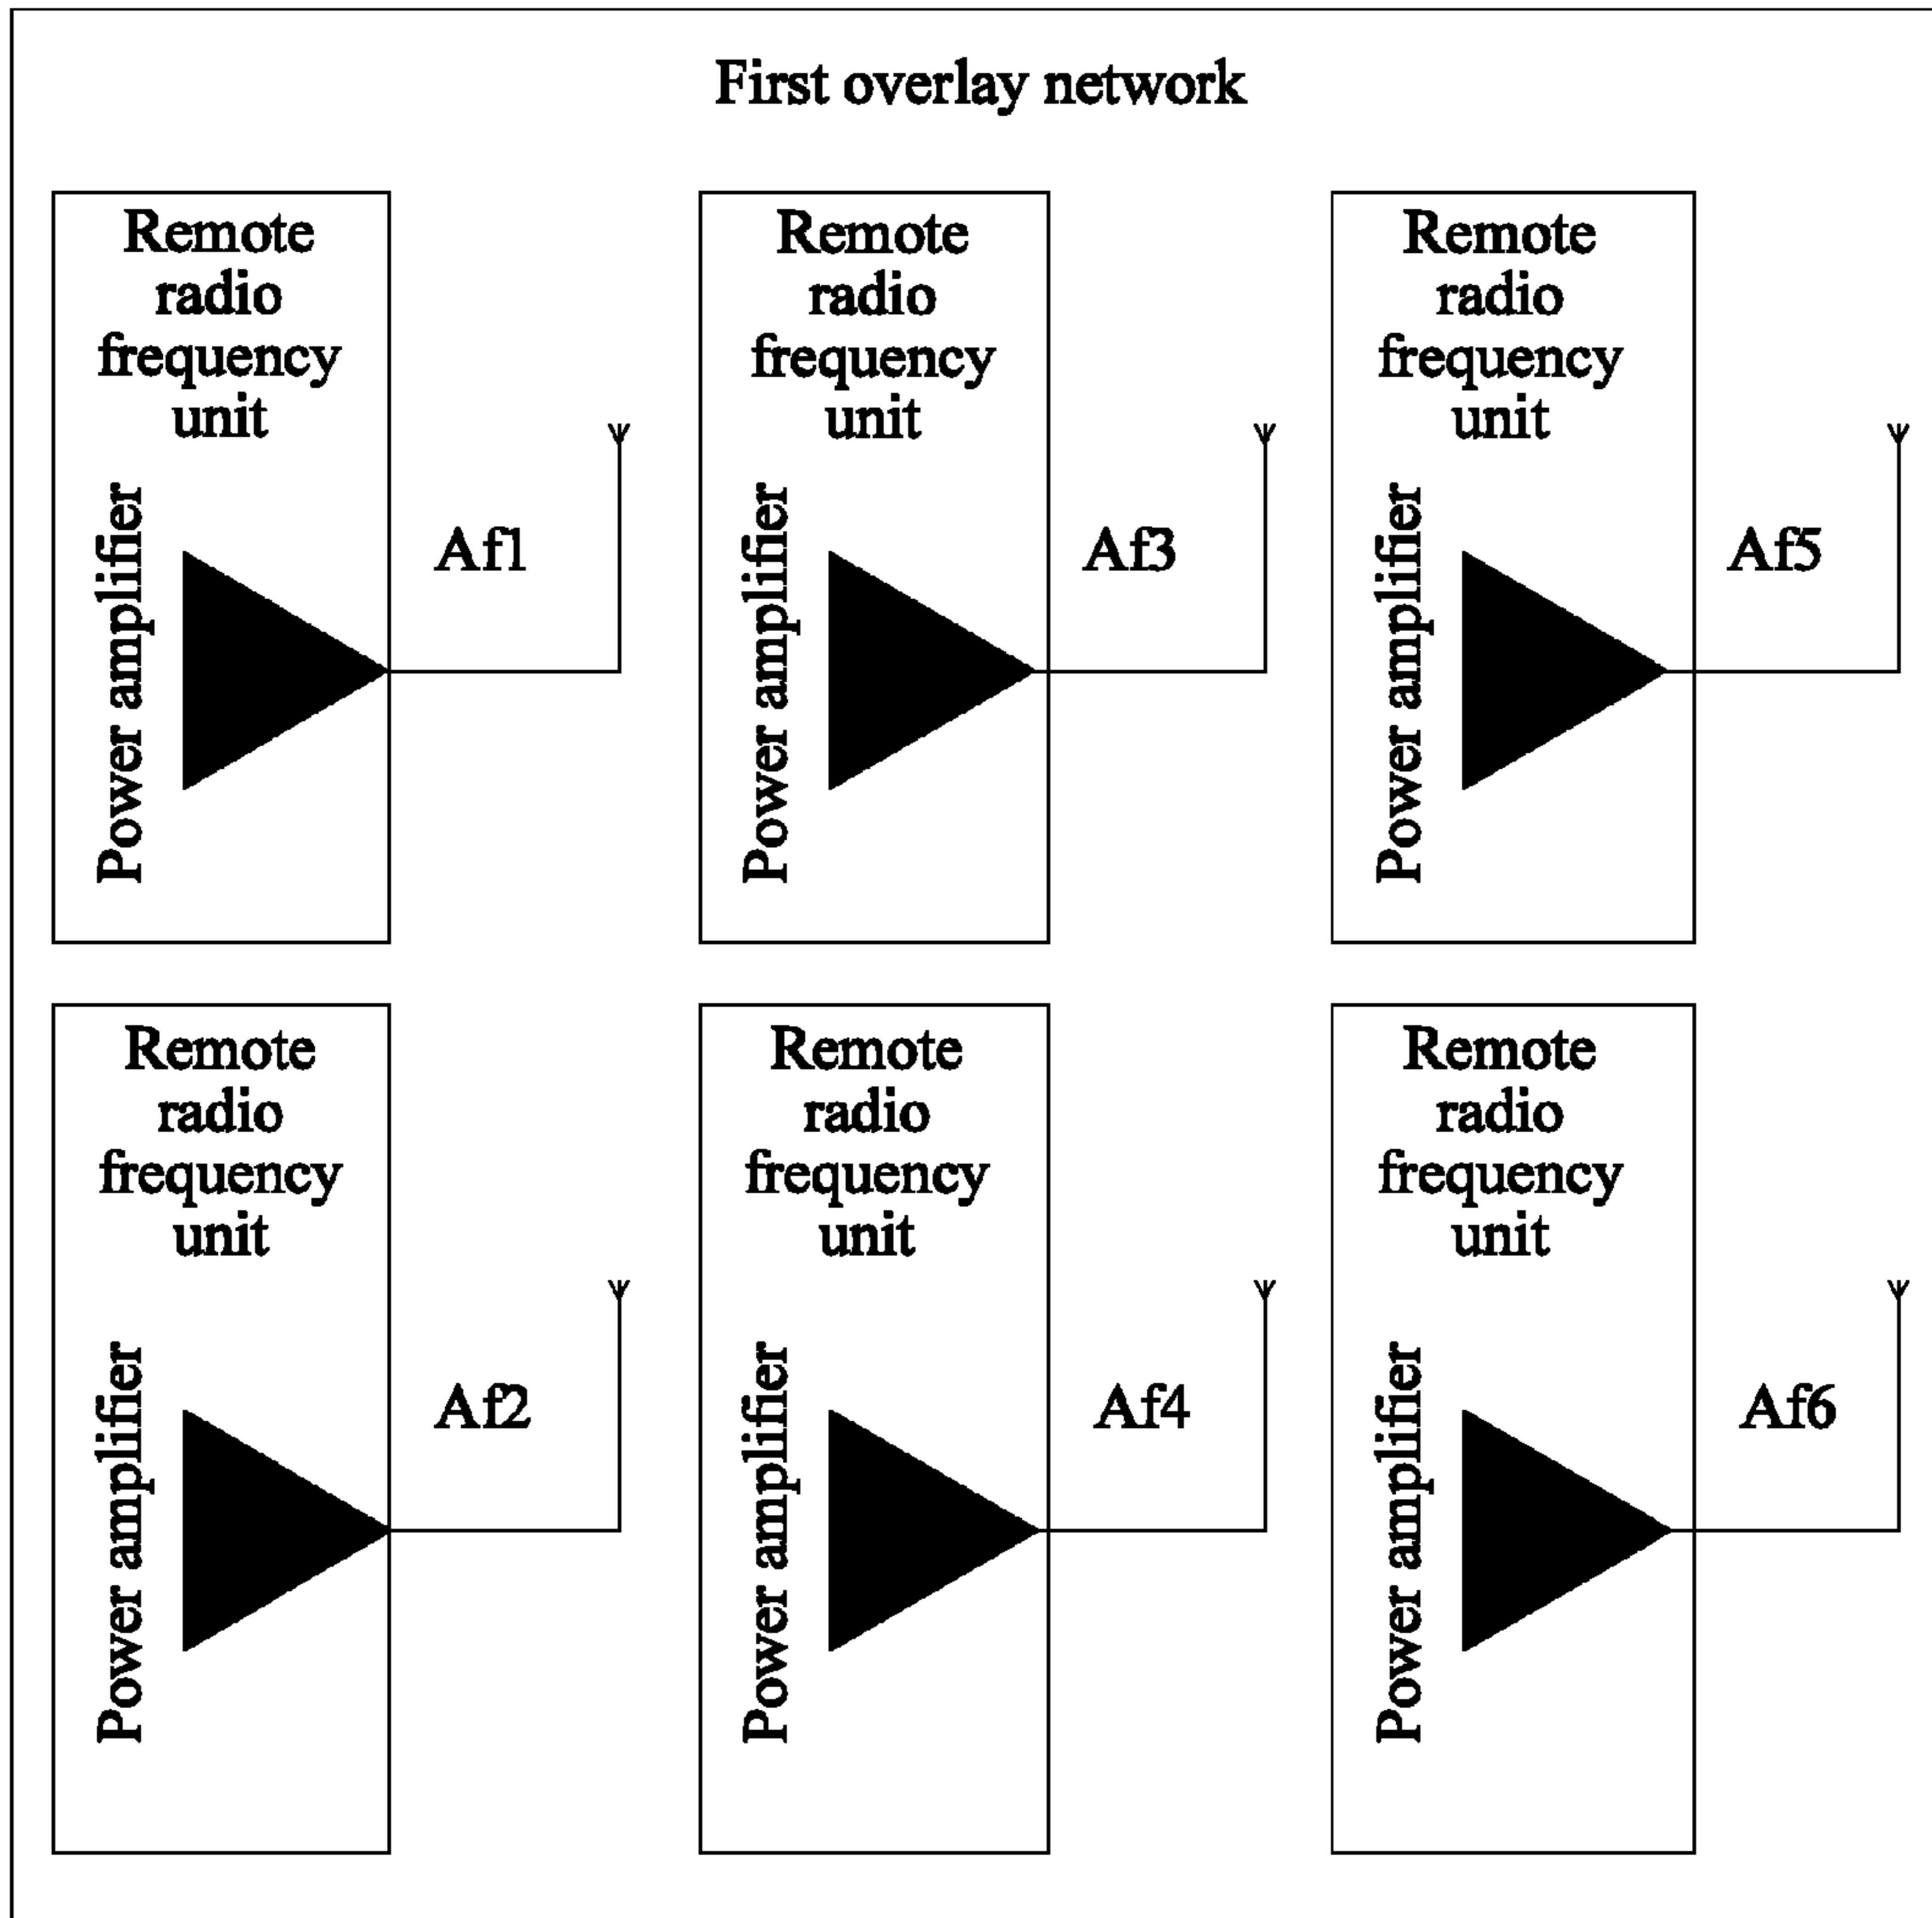 First overlay network
Remote
radio
frequency
unit
Power amplifier
Af1
Remote
radio
frequency
unit
Power amplifier
Af3
Remote
radio
frequency
unit
Power amplifier
Af5
Remote
radio
frequency
unit
Power amplifier
Af2
Remote
radio
frequency
unit
Power amplifier
Af4
Remote
radio
frequency
unit
Power amplifier
Af6